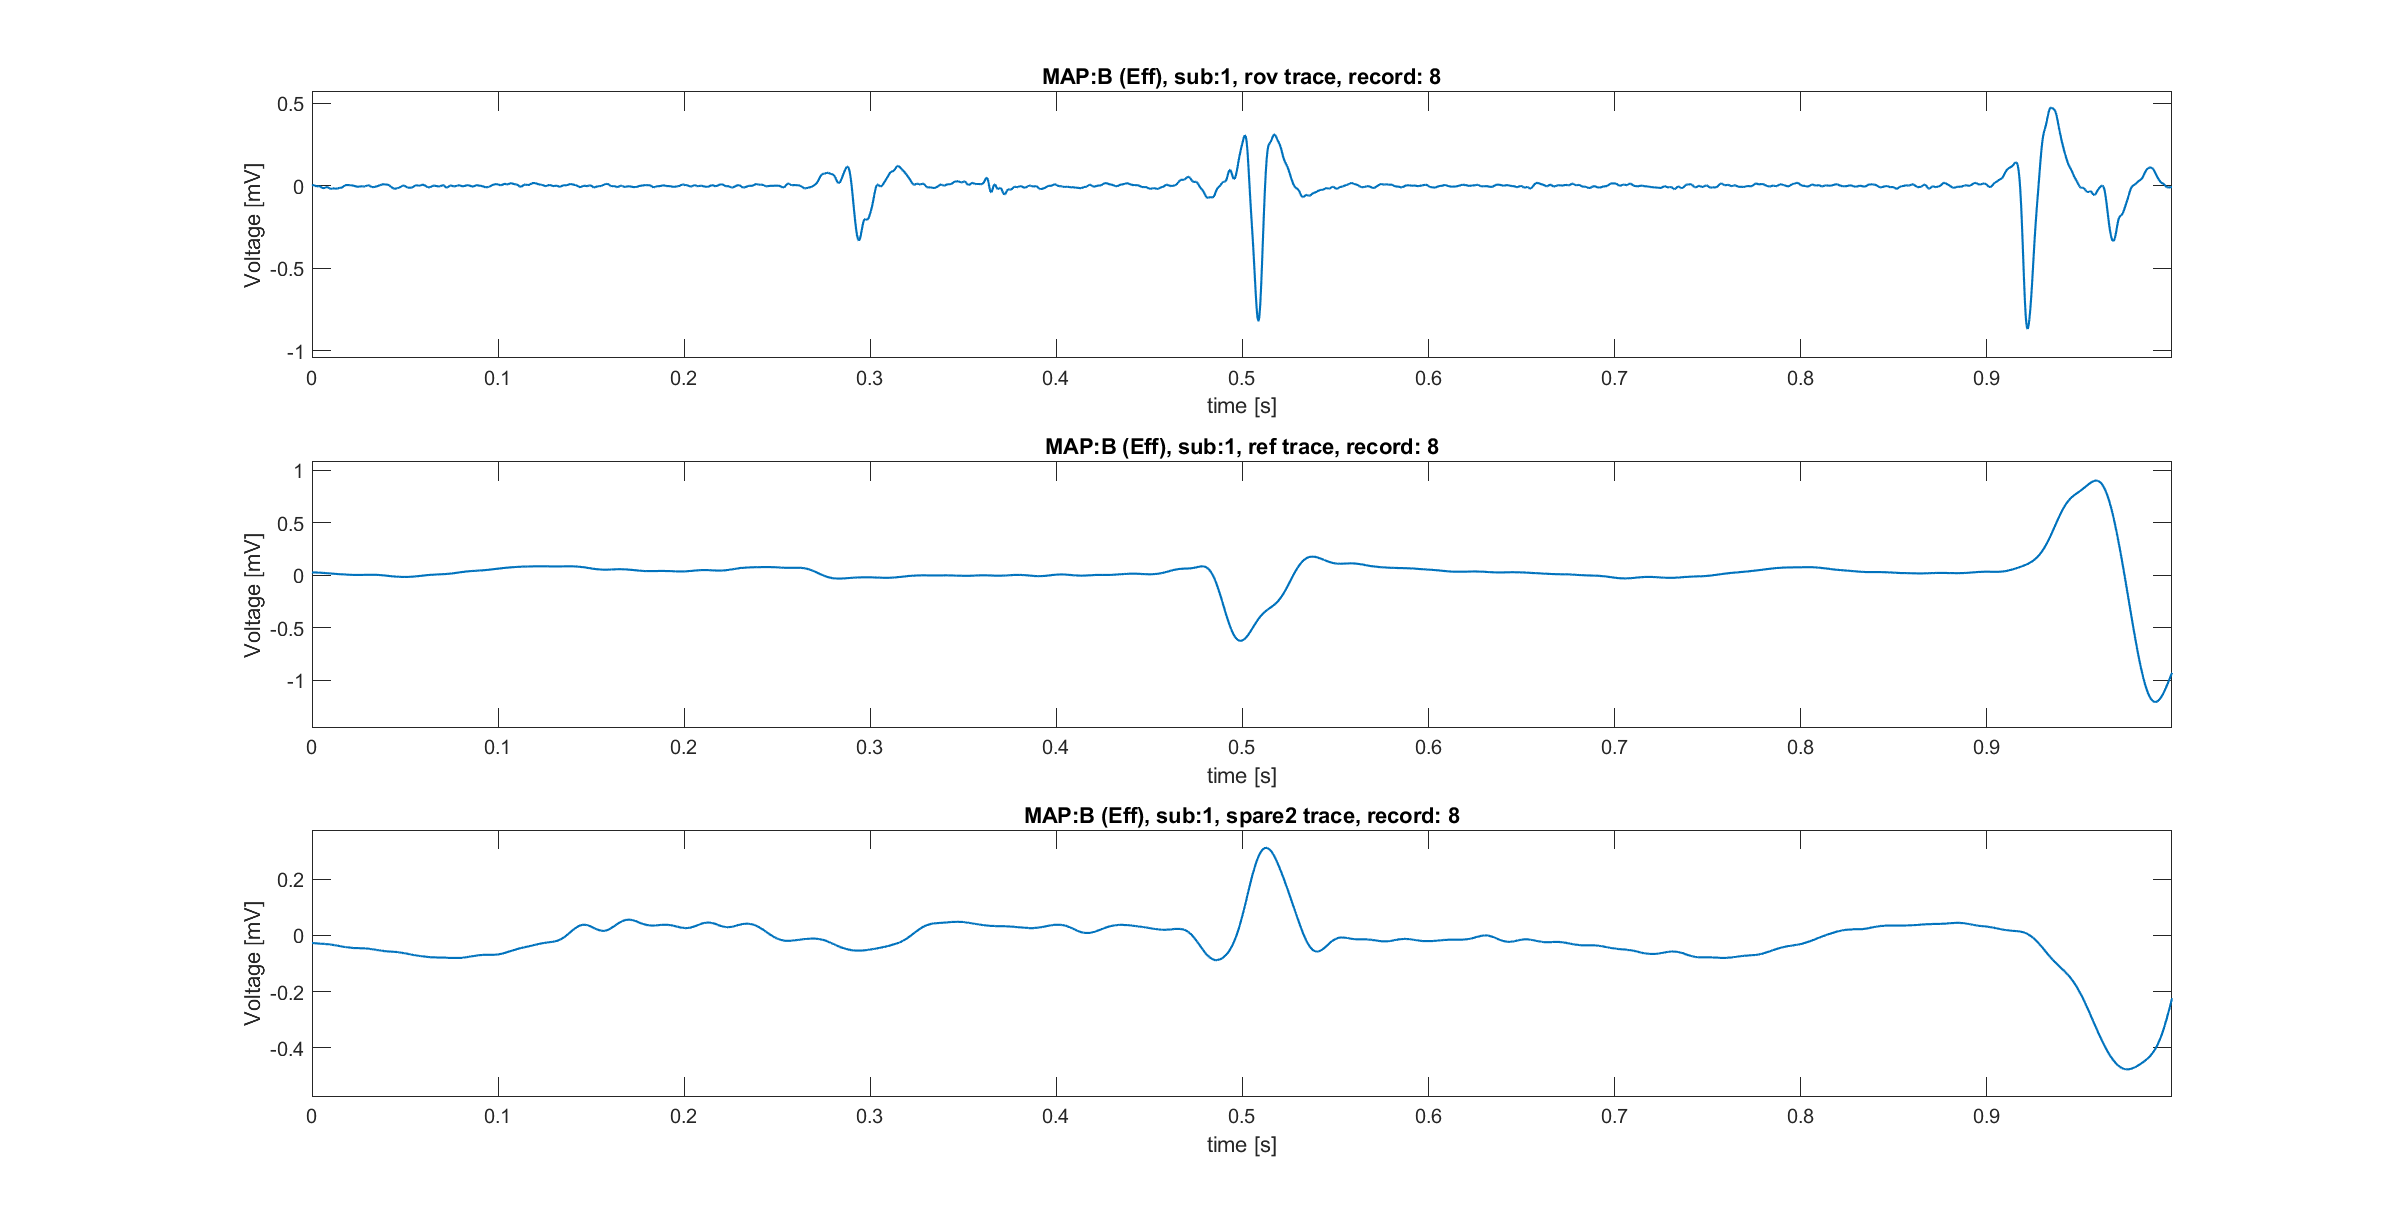 MAP:B (Eff), sub:1, rov trace, record: 8
0.5
0
-0.5
-1
Voltage [mV]
0 0.1 0.2 0.3 0.4 0.5 0.6 0.7 0.8 0.9
time [s]
MAP:B (Eff), sub:1, ref trace, record: 8
1
0.5
0
-0.5
-1
Voltage [mV]
0 0.1 0.2 0.3 0.4 0.5 0.6 0.7 0.8 0.9
time [s]
MAP:B (Eff), sub:1, spare2 trace, record: 8
0.2
0
-0.2
-0.4
Voltage [mV]
0 0.1 0.2 0.3 0.4 0.5 0.6 0.7 0.8 0.9
time [s]